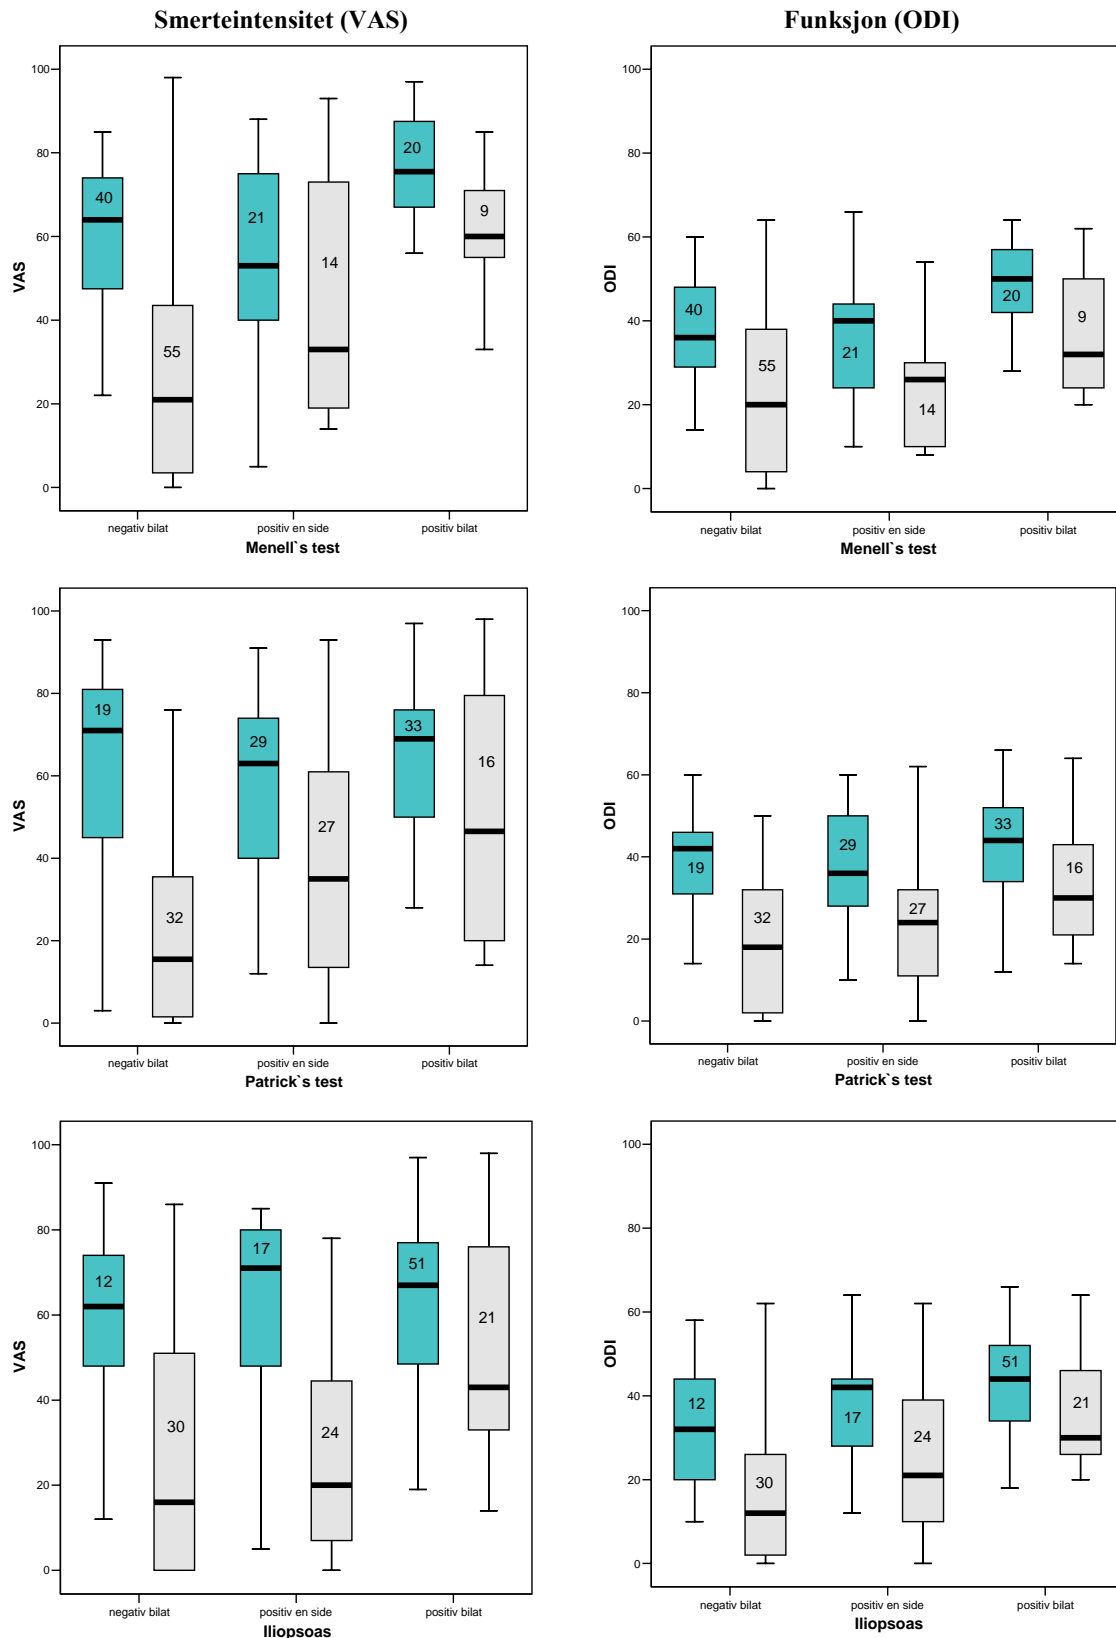 Smerteintensitet (VAS)
Funksjon (ODI)
100
80
60
40
20
0
VAS
40
55
21
14
20
9
negativ bilat
positiv en side
positiv bilat
Menell`s test
100
80
60
40
20
0
ODI
40
55
21
14
20
9
negativ bilat
positiv en side
positiv bilat
Menell`s test
100
80
60
40
20
0
VAS
19
32
29
27
33
16
negativ bilat
positiv en side
positiv bilat
Patrick`s test
100
80
60
40
20
0
ODI
19
32
29
27
33
16
negativ bilat
positiv en side
positiv bilat
Patrick`s test
100
80
60
40
20
0
VAS
12
30
17
24
51
21
negativ bilat
positiv en side
positiv bilat
Iliopsoas
100
80
60
40
20
0
ODI
12
30
17
24
51
21
negativ bilat
positiv en side
positiv bilat
Iliopsoas